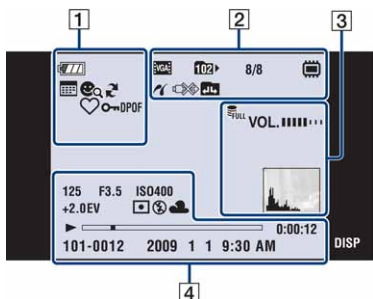 1
2
3
VGA 102 8/8
DPOF
FULL VOL.
125 F3.5 ISO400
+2.0EV
0:00:12
101-0012 2009 1 1 9:30 AM
DISP
4